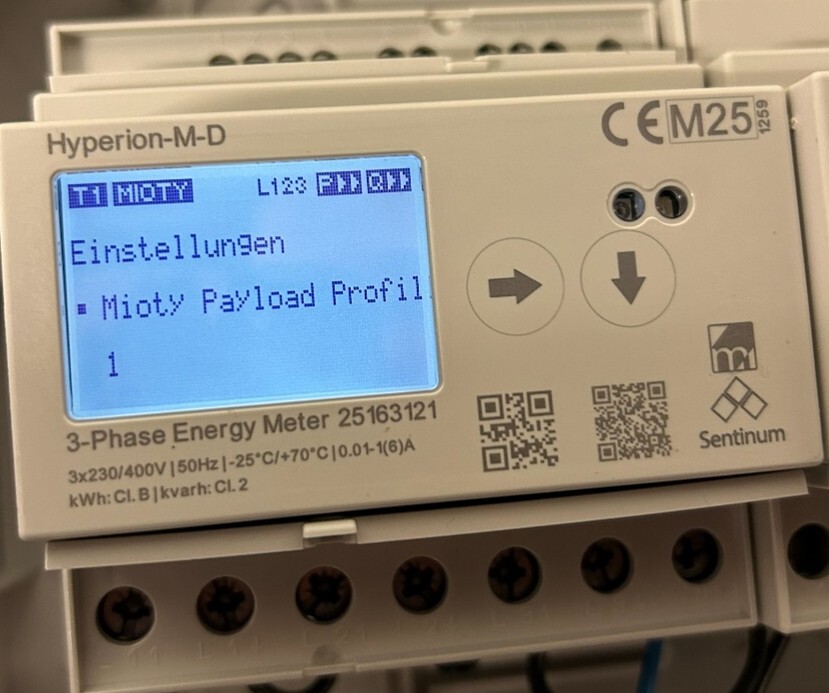 Hyperion-M-D
CE M25 1259
T1 MIOTY L123 P Q
Einstellungen
Mioty Payload Profil
1
3-Phase Energy Meter 25163121
3x230/400V | 50Hz | -25°C/+70°C | 0.01-1(6)A
kWh: Cl. B | kvarh: Cl. 2
Sentinum